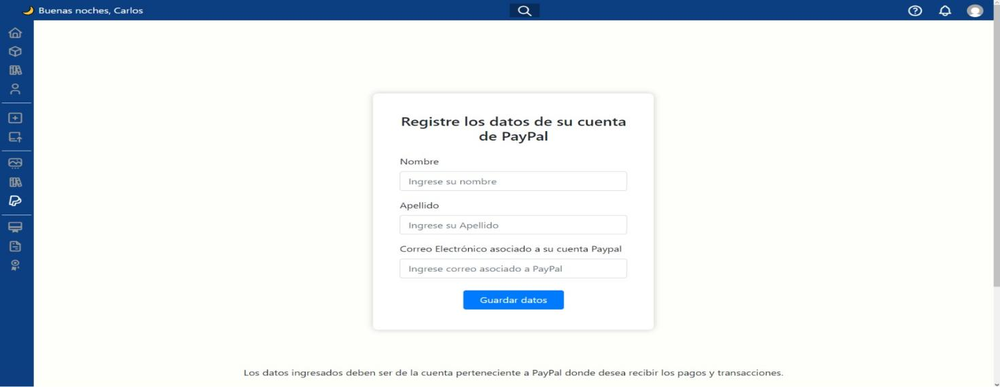 Buenas noches, Carlos
Registre los datos de su cuenta
de PayPal
Nombre
Ingrese su nombre
Apellido
Ingrese su Apellido
Correo Electrónico asociado a su cuenta Paypal
Ingrese correo asociado a PayPal
Guardar datos
Los datos ingresados deben ser de la cuenta perteneciente a PayPal donde desea recibir los pagos y transacciones.